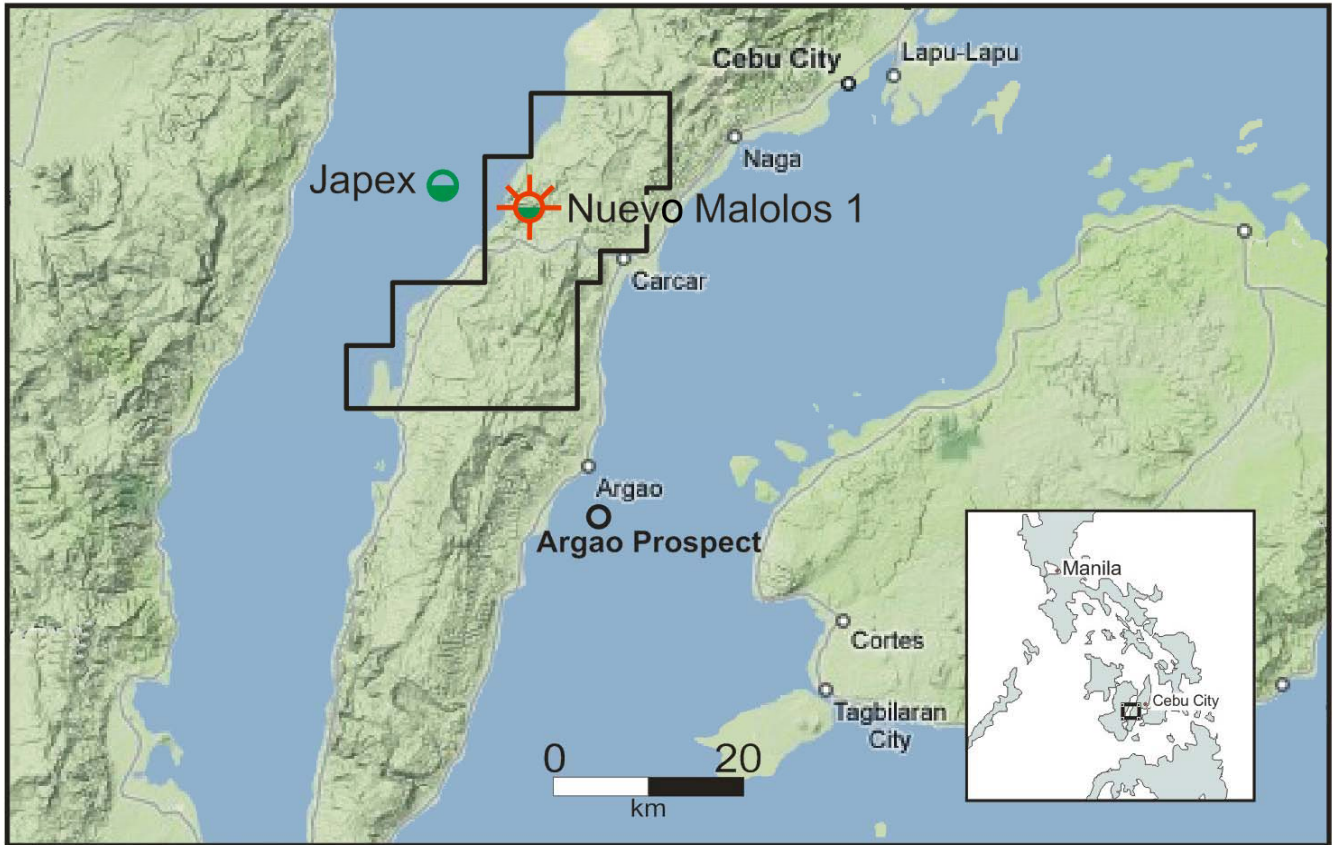 Cebu City
Lapu-Lapu
Naga
Japex
Nuevo Malolos 1
Carcar
Argao
Argao Prospect
Manila
Cebu City
Cortes
Tagbilaran
City
0 20
km